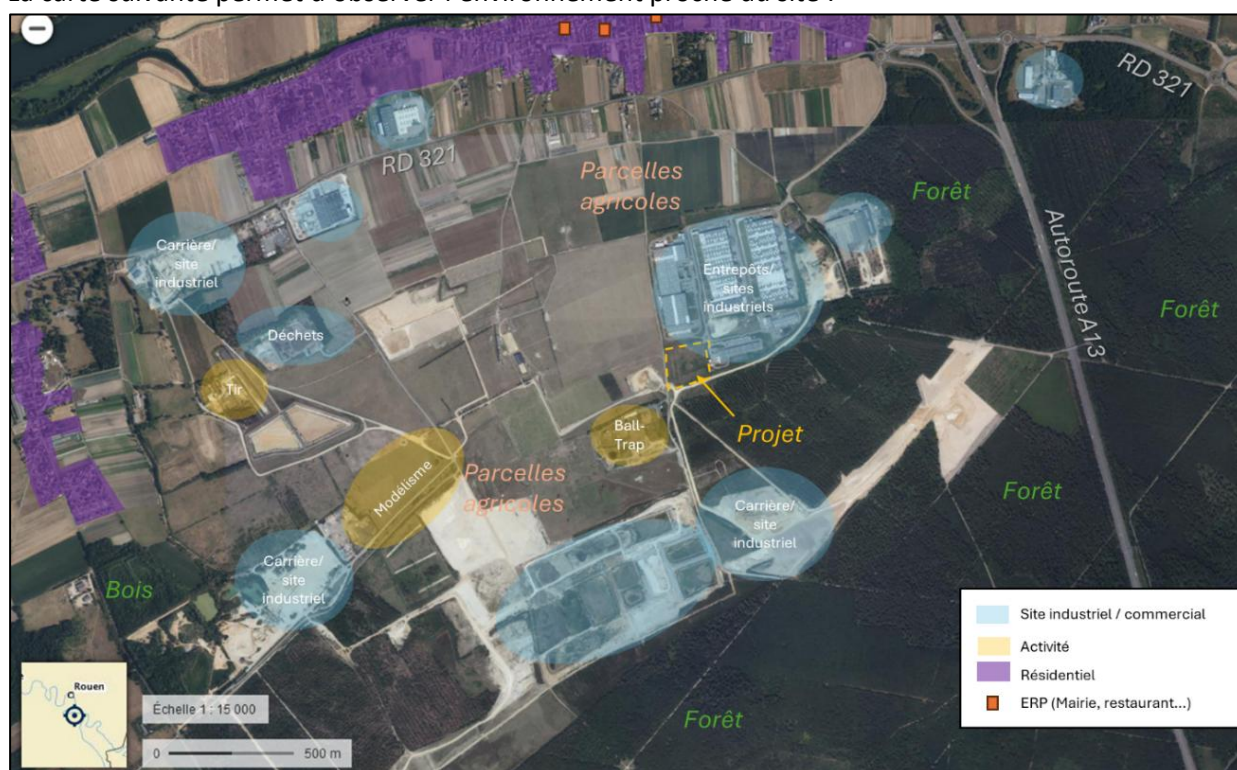 La carte suivante permet d'observer l'environnement proche du site :
RD 321
RD 321
Parcelles
agricoles
Forêt
Carrière/
site
industriel
Autoroute A13
Entrepôts/
sites
industriels
Forêt
Déchets
Tir
Projet
Ball-
Trap
Modélisme
Parcelles
agricoles
Forêt
Carrière/
site
industriel
Carrière/
site
industriel
Bois
Site industriel / commercial
Activité
Résidentiel
ERP (Mairie, restaurant...)
Rouen
Échelle 1 : 15 000
0
500 m
Forêt